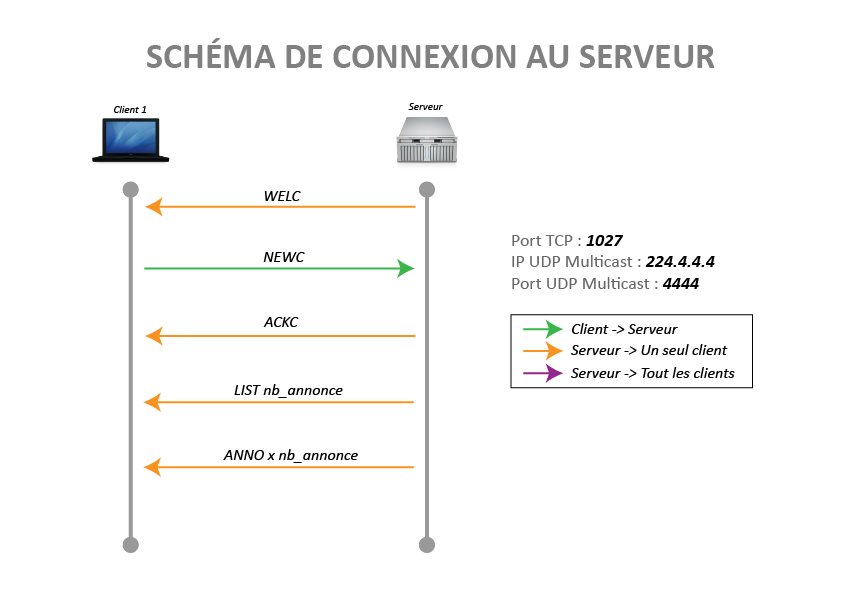 SCHÉMA DE CONNEXION AU SERVEUR
Client 1
Serveur
WELC
NEWC
ACKC
LIST nb_annonce
ANNO x nb_annonce
Port TCP : 1027
IP UDP Multicast : 224.4.4.4
Port UDP Multicast : 4444
Client -> Serveur
Serveur -> Un seul client
Serveur -> Tout les clients